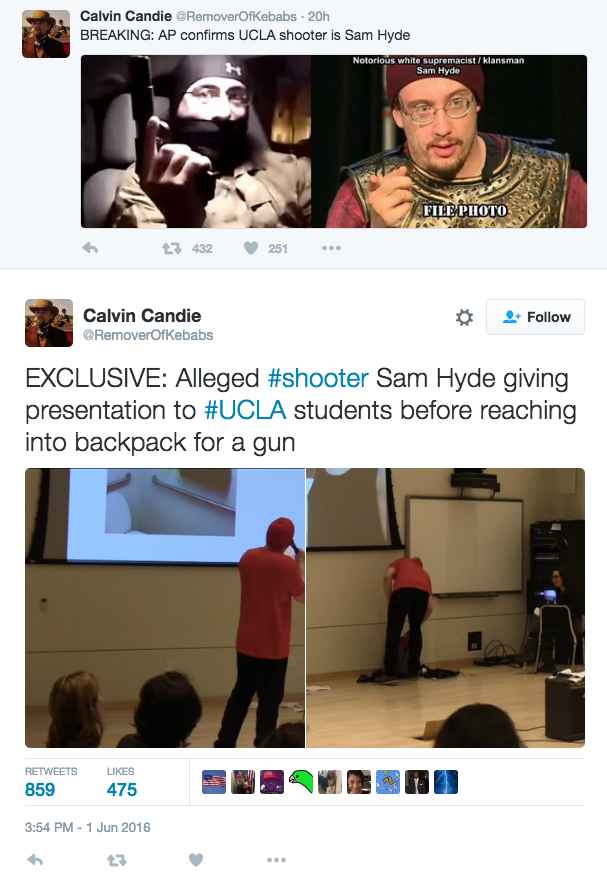 Calvin Candie @RemoverOfKebabs · 20h
BREAKING: AP confirms UCLA shooter is Sam Hyde
Notorious white supremacist / klansman
Sam Hyde
FILE PHOTO
432 251
Calvin Candie
@RemoverOfKebabs
Follow
EXCLUSIVE: Alleged #shooter Sam Hyde giving
presentation to #UCLA students before reaching
into backpack for a gun
RETWEETS LIKES
859 475
3:54 PM - 1 Jun 2016